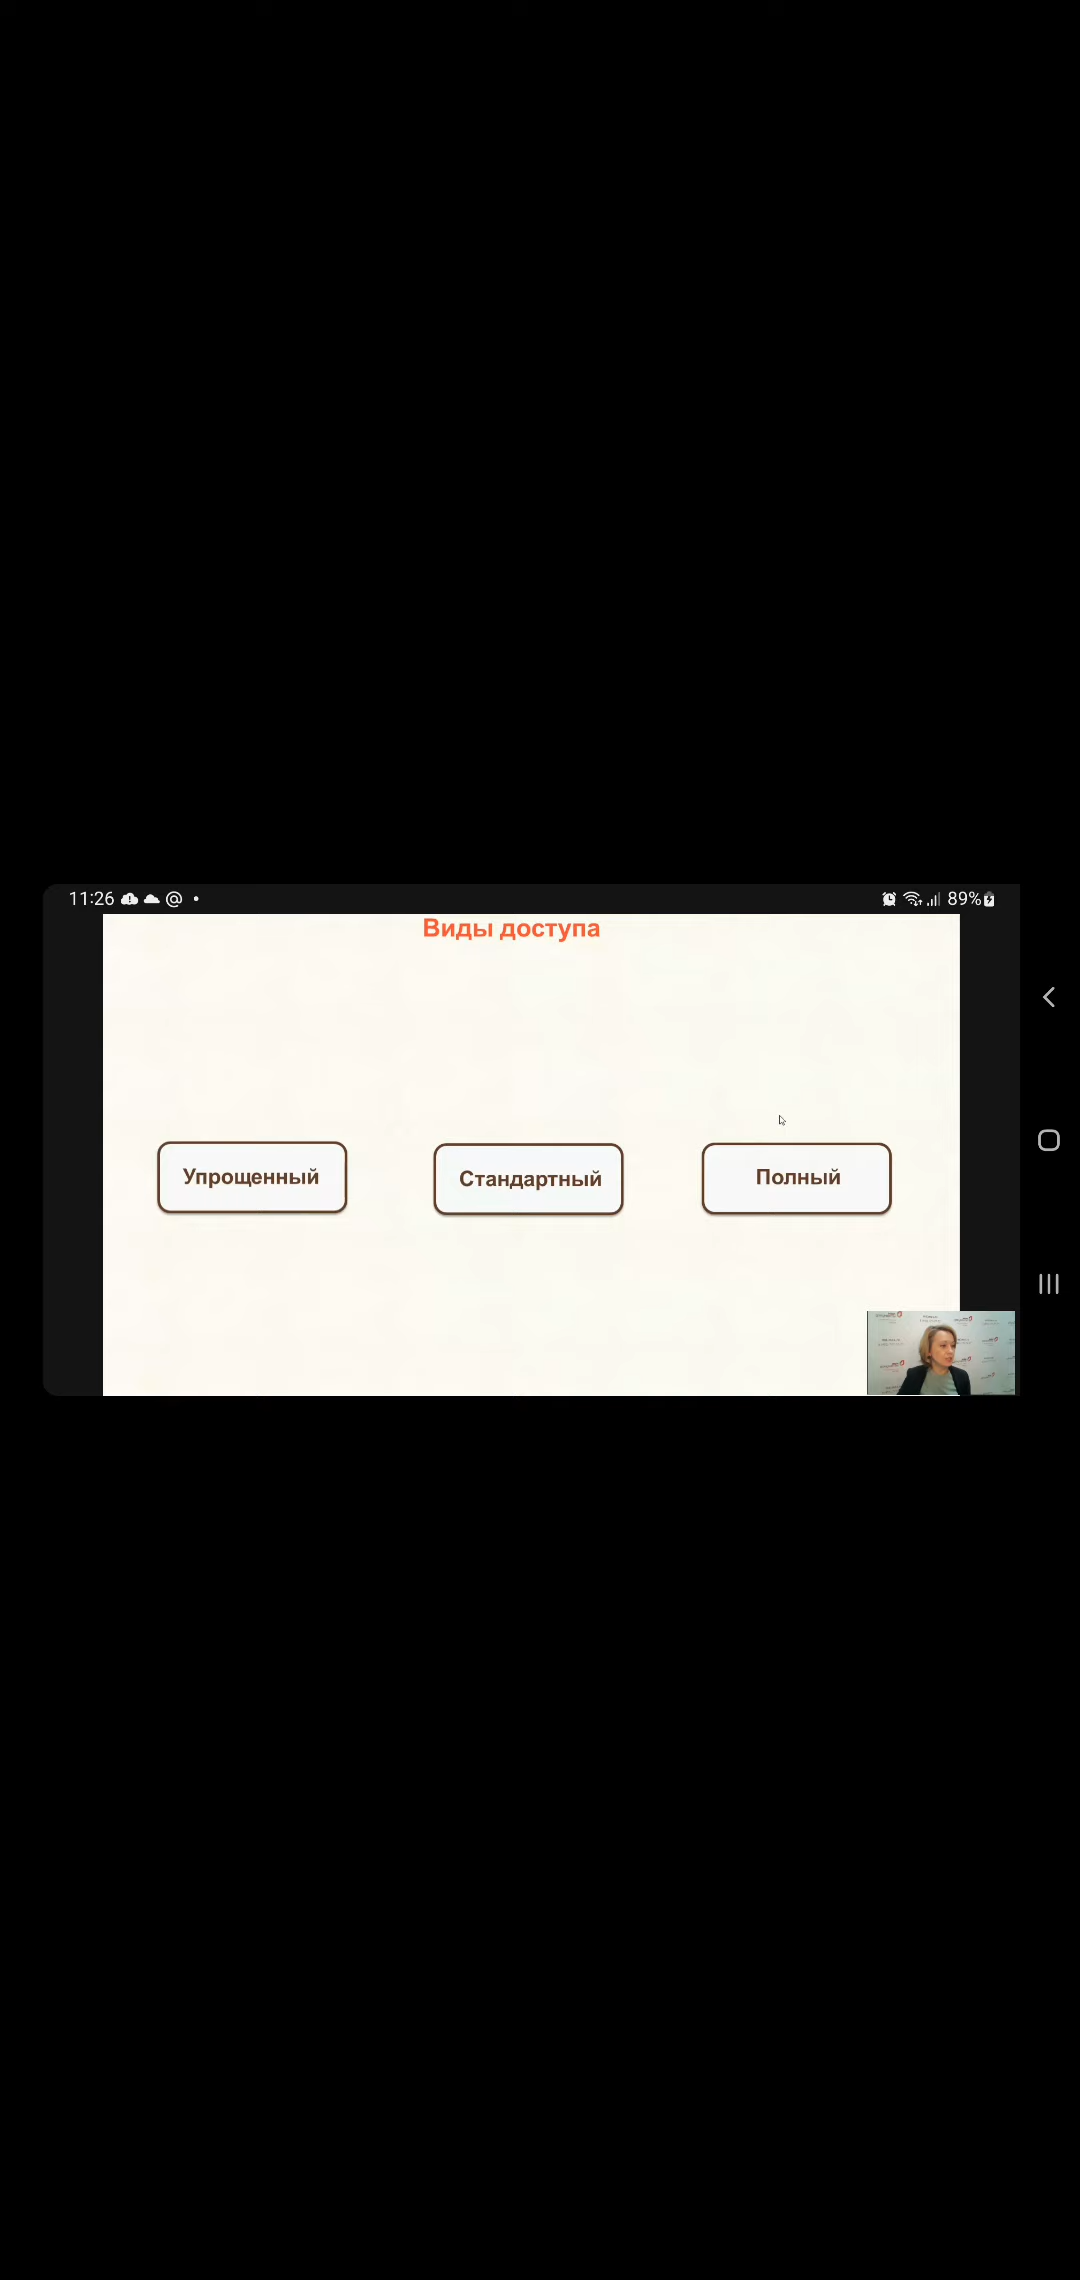 11:26
89%
Виды доступа
Упрощенный
Стандартный
Полный